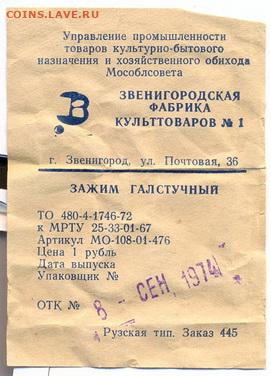 COINS.LAVE.RU
Управление промышленности
товаров культурно-бытового
назначения и хозяйственного обихода
Мособлсовета
ЗВЕНИГОРОДСКАЯ
ФАБРИКА
КУЛЬТТОВАРОВ № 1
г. Звенигород, ул. Почтовая, 36
ЗАЖИМ ГАЛСТУЧНЫЙ
ТО 480-4-1746-72
к МРТУ 25-33-01-67
Артикул МО-108-01-476
Цена 1 рубль
Дата выпуска
Упаковщик №
ОТК №
8 - СЕН. 1974
Рузская тип. Заказ 445